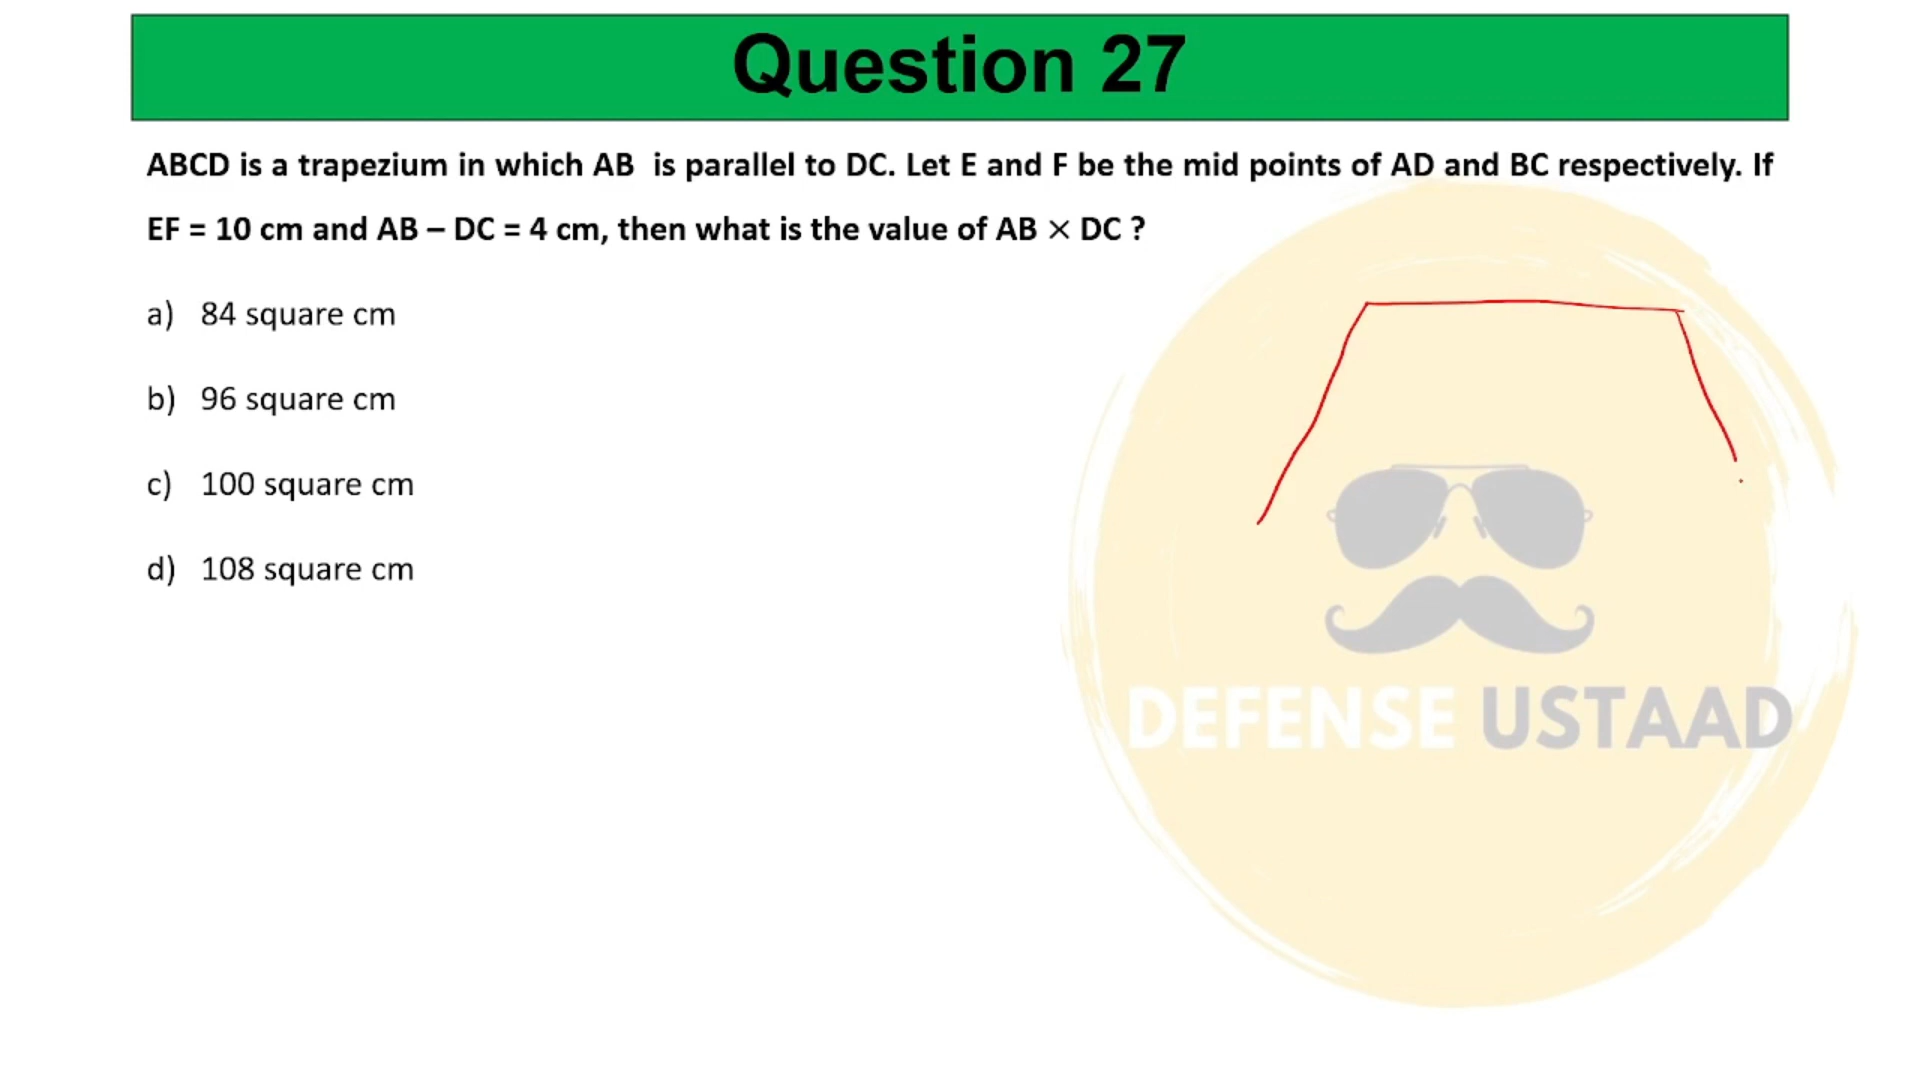 Question 27
ABCD is a trapezium in which AB is parallel to DC. Let E and F be the mid points of AD and BC respectively. If
EF = 10 cm and AB – DC = 4 cm, then what is the value of AB × DC ?
a) 84 square cm
b) 96 square cm
c) 100 square cm
d) 108 square cm
DEFENSE USTAAD